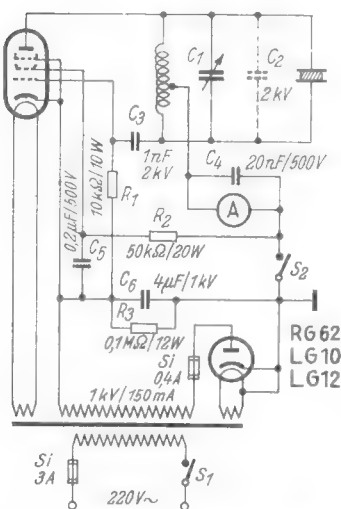 C1
C2
2kV
C3
1nF
2kV
C4
20nF/500V
A
10kΩ/10W
R1
0,2µF/500V
C5
R2
50kΩ/20W
S2
C6
4µF/1kV
R3
0,1MΩ/12W
Si
0,4A
RG62
LG10
LG12
1kV/150mA
Si
3A
S1
220V~